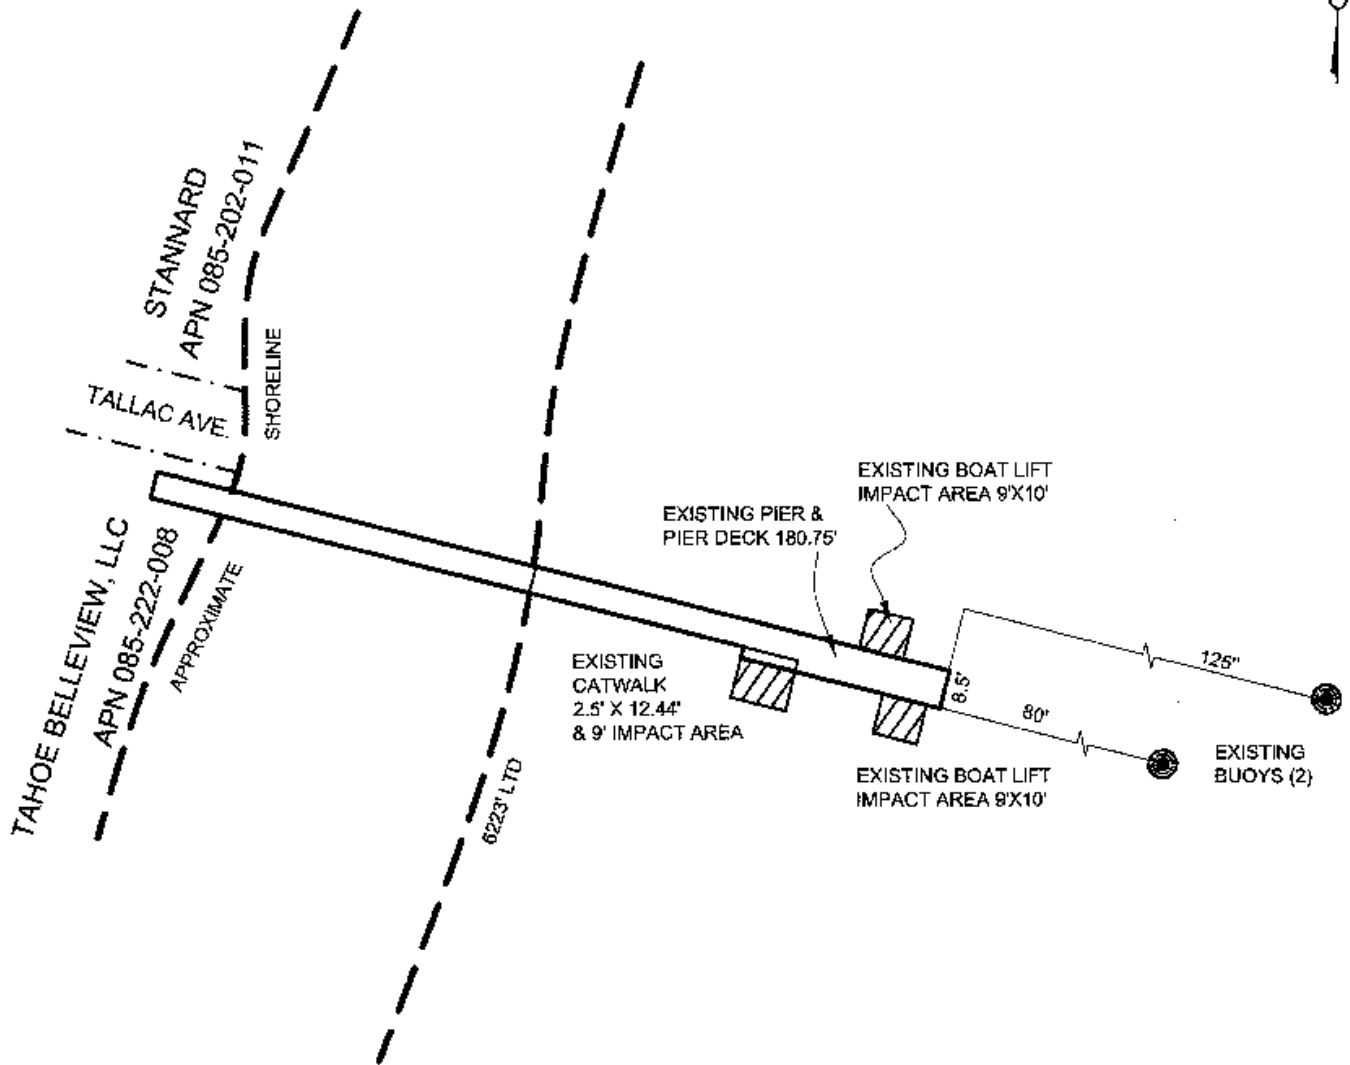 STANNARD
APN 085-202-011
TALLAC AVE.
SHORELINE
TAHOE BELLEVIEW, LLC
APN 085-222-008
APPROXIMATE
6223' LTD
EXISTING BOAT LIFT
IMPACT AREA 9'X10'
EXISTING PIER &
PIER DECK 180.75'
EXISTING
CATWALK
2.5' X 12.44'
& 9' IMPACT AREA
8.5'
125"
80'
EXISTING
BUOYS (2)
EXISTING BOAT LIFT
IMPACT AREA 9'X10'